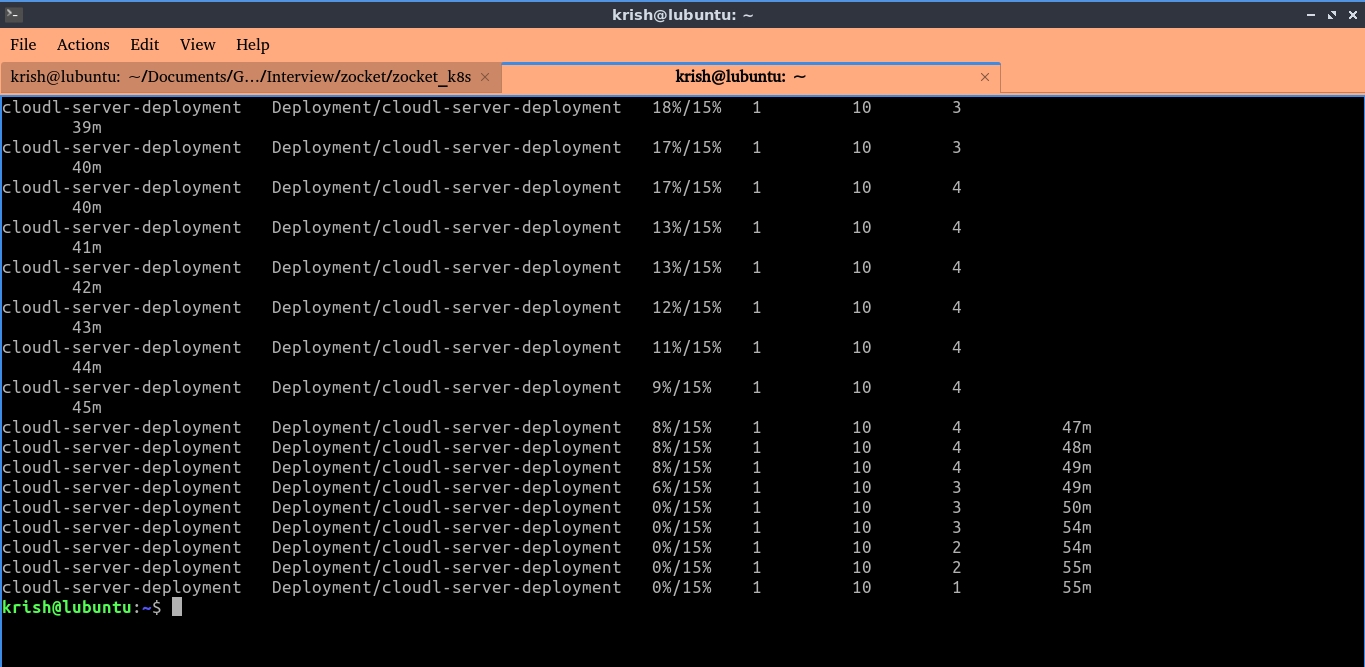 krish@lubuntu: ~
File Actions Edit View Help
krish@lubuntu: ~/Documents/G…/Interview/zocket/zocket_k8s × krish@lubuntu: ~ ×
cloudl-server-deployment   Deployment/cloudl-server-deployment   18%/15%   1         10        3
       39m
cloudl-server-deployment   Deployment/cloudl-server-deployment   17%/15%   1         10        3
       40m
cloudl-server-deployment   Deployment/cloudl-server-deployment   17%/15%   1         10        4
       40m
cloudl-server-deployment   Deployment/cloudl-server-deployment   13%/15%   1         10        4
       41m
cloudl-server-deployment   Deployment/cloudl-server-deployment   13%/15%   1         10        4
       42m
cloudl-server-deployment   Deployment/cloudl-server-deployment   12%/15%   1         10        4
       43m
cloudl-server-deployment   Deployment/cloudl-server-deployment   11%/15%   1         10        4
       44m
cloudl-server-deployment   Deployment/cloudl-server-deployment   9%/15%    1         10        4
       45m
cloudl-server-deployment   Deployment/cloudl-server-deployment   8%/15%    1         10        4          47m
cloudl-server-deployment   Deployment/cloudl-server-deployment   8%/15%    1         10        4          48m
cloudl-server-deployment   Deployment/cloudl-server-deployment   8%/15%    1         10        4          49m
cloudl-server-deployment   Deployment/cloudl-server-deployment   6%/15%    1         10        3          49m
cloudl-server-deployment   Deployment/cloudl-server-deployment   0%/15%    1         10        3          50m
cloudl-server-deployment   Deployment/cloudl-server-deployment   0%/15%    1         10        3          54m
cloudl-server-deployment   Deployment/cloudl-server-deployment   0%/15%    1         10        2          54m
cloudl-server-deployment   Deployment/cloudl-server-deployment   0%/15%    1         10        2          55m
cloudl-server-deployment   Deployment/cloudl-server-deployment   0%/15%    1         10        1          55m
krish@lubuntu:~$